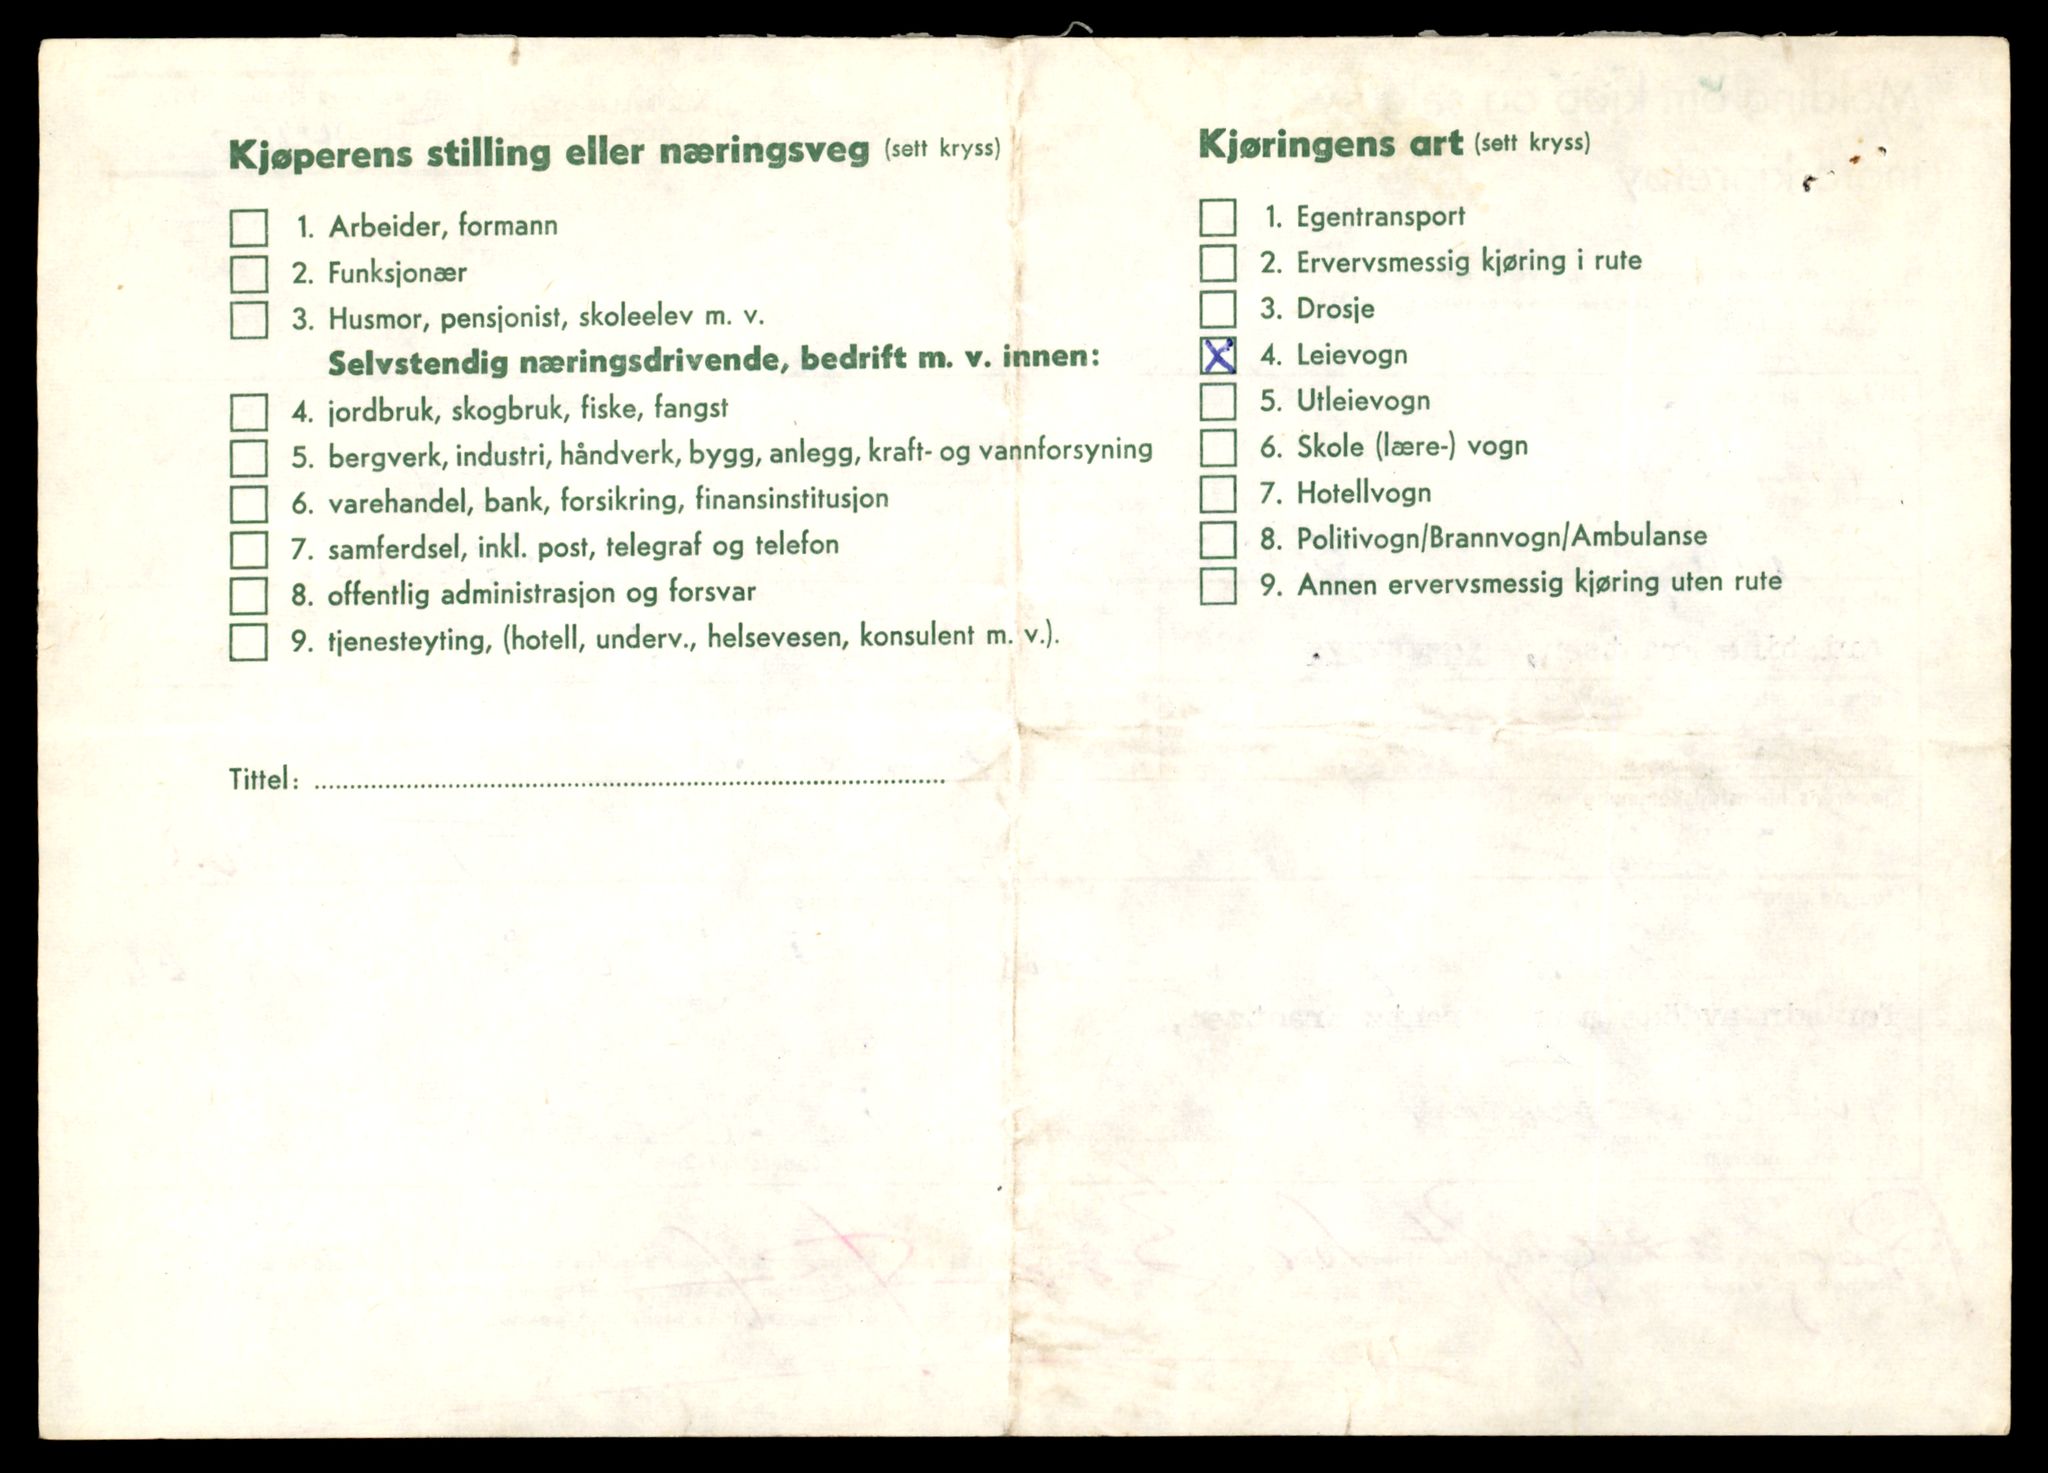 Kjøperens stilling eller næringsveg (sett kryss)
1. Arbeider, formann
2. Funksjonær
3. Husmor, pensjonist, skoleelev m. v.
Selvstendig næringsdrivende, bedrift m. v. innen:
4. jordbruk, skogbruk, fiske, fangst
5. bergverk, industri, håndverk, bygg, anlegg, kraft- og vannforsyning
6. varehandel, bank, forsikring, finansinstitusjon
7. samferdsel, inkl. post, telegraf og telefon
8. offentlig administrasjon og forsvar
9. tjenesteyting, (hotell, underv., helsevesen, konsulent m. v.).
Tittel:
Kjøringens art (sett kryss)
1. Egentransport
2. Ervervsmessig kjøring i rute
3. Drosje
X 4. Leievogn
5. Utleievogn
6. Skole (lære-) vogn
7. Hotellvogn
8. Politivogn/Brannvogn/Ambulanse
9. Annen ervervsmessig kjøring uten rute